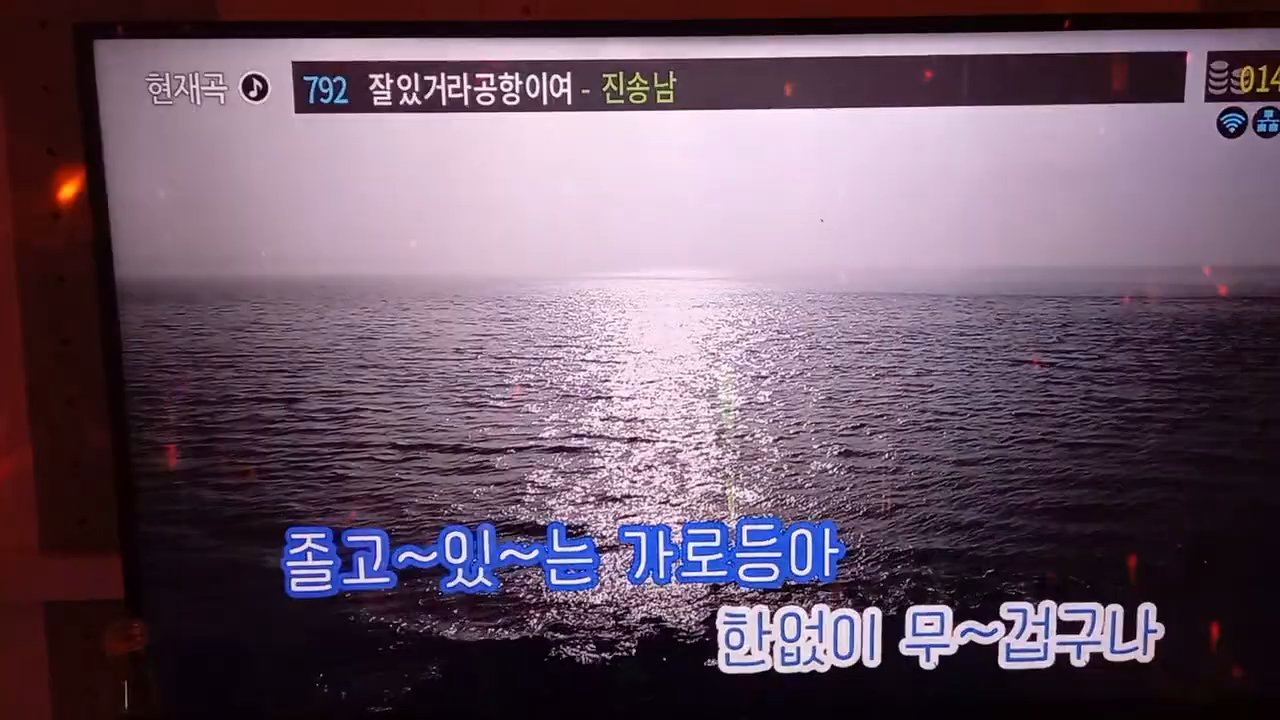 현재곡 ♪ 792 잘있거라공항이여 - 진송남 014
졸고~있~는 가로등아
한없이 무~겁구나